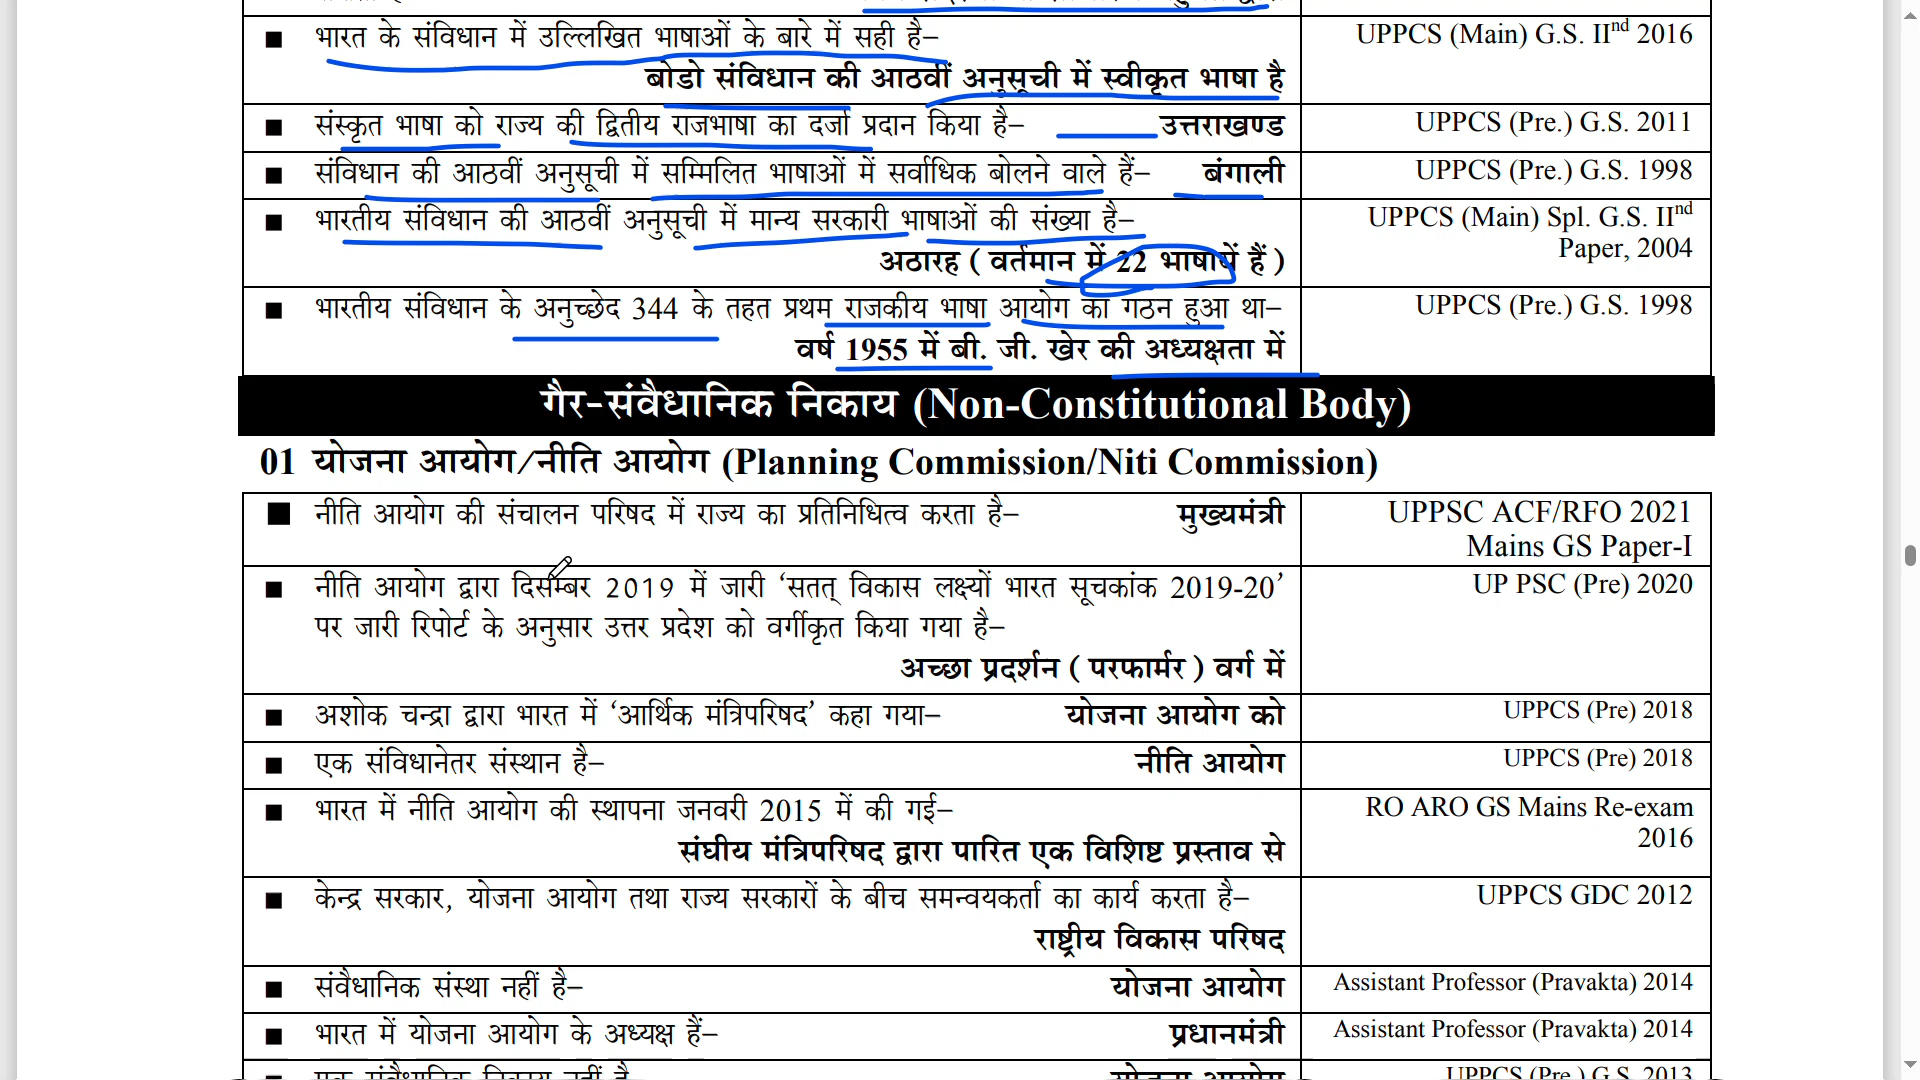 ■ भारत के संविधान में उल्लिखित भाषाओं के बारे में सही है– UPPCS (Main) G.S. IInd 2016
बोडो संविधान की आठवीं अनुसूची में स्वीकृत भाषा है
■ संस्कृत भाषा को राज्य की द्वितीय राजभाषा का दर्जा प्रदान किया है– उत्तराखण्ड UPPCS (Pre.) G.S. 2011
■ संविधान की आठवीं अनुसूची में सम्मिलित भाषाओं में सर्वाधिक बोलने वाले हैं– बंगाली UPPCS (Pre.) G.S. 1998
■ भारतीय संविधान की आठवीं अनुसूची में मान्य सरकारी भाषाओं की संख्या है– UPPCS (Main) Spl. G.S. IInd
अठारह ( वर्तमान में 22 भाषायें हैं ) Paper, 2004
■ भारतीय संविधान के अनुच्छेद 344 के तहत प्रथम राजकीय भाषा आयोग का गठन हुआ था– UPPCS (Pre.) G.S. 1998
वर्ष 1955 में बी. जी. खेर की अध्यक्षता में
गैर-संवैधानिक निकाय (Non-Constitutional Body)
01 योजना आयोग/नीति आयोग (Planning Commission/Niti Commission)
■ नीति आयोग की संचालन परिषद में राज्य का प्रतिनिधित्व करता है– मुख्यमंत्री UPPSC ACF/RFO 2021
Mains GS Paper-I
■ नीति आयोग द्वारा दिसम्बर 2019 में जारी ‘सतत् विकास लक्ष्यों भारत सूचकांक 2019-20’ UP PSC (Pre) 2020
पर जारी रिपोर्ट के अनुसार उत्तर प्रदेश को वर्गीकृत किया गया है–
अच्छा प्रदर्शन ( परफार्मर ) वर्ग में
■ अशोक चन्द्रा द्वारा भारत में ‘आर्थिक मंत्रिपरिषद’ कहा गया– योजना आयोग को UPPCS (Pre) 2018
■ एक संविधानेतर संस्थान है– नीति आयोग UPPCS (Pre) 2018
■ भारत में नीति आयोग की स्थापना जनवरी 2015 में की गई– RO ARO GS Mains Re-exam
संघीय मंत्रिपरिषद द्वारा पारित एक विशिष्ट प्रस्ताव से 2016
■ केन्द्र सरकार, योजना आयोग तथा राज्य सरकारों के बीच समन्वयकर्ता का कार्य करता है– UPPCS GDC 2012
राष्ट्रीय विकास परिषद
■ संवैधानिक संस्था नहीं है– योजना आयोग Assistant Professor (Pravakta) 2014
■ भारत में योजना आयोग के अध्यक्ष हैं– प्रधानमंत्री Assistant Professor (Pravakta) 2014
■ एक संवैधानिक निकाय नहीं है योजना आयोग UPPCS (Pre.) G.S. 2013